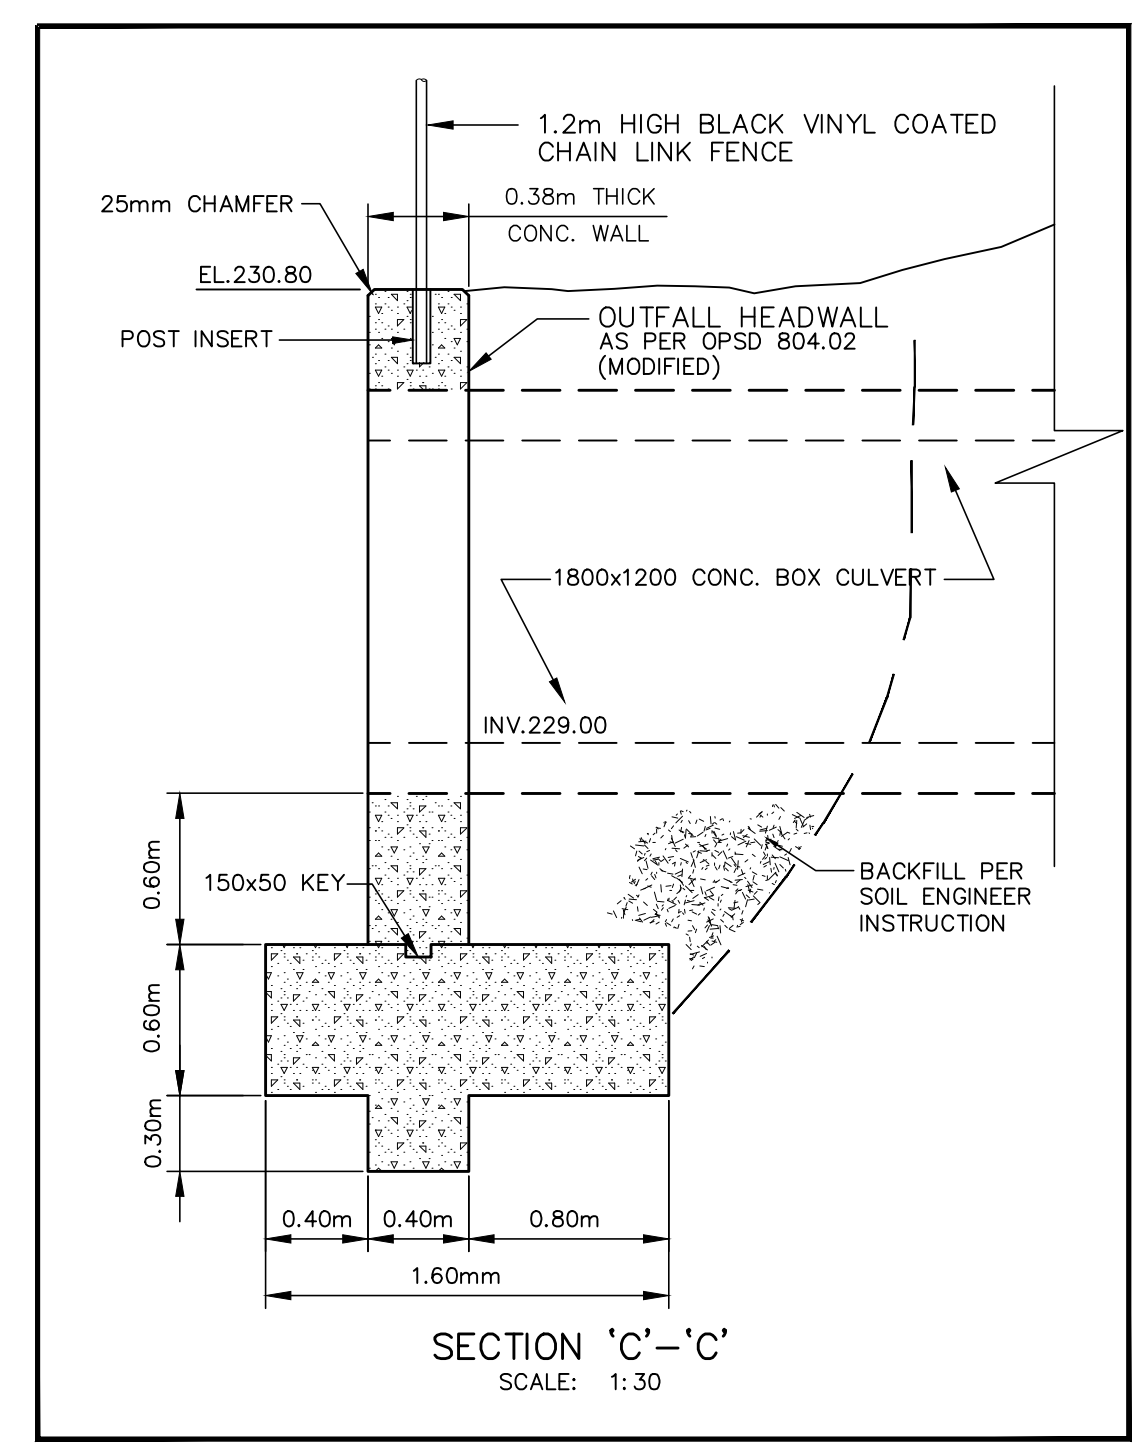 1.2m HIGH BLACK VINYL COATED
CHAIN LINK FENCE
0.38m THICK
CONC. WALL
25mm CHAMFER
EL.230.80
OUTFALL HEADWALL
AS PER OPSD 804.02
(MODIFIED)
POST INSERT
1800x1200 CONC. BOX CULVERT
INV.229.00
0.60m
150x50 KEY
BACKFILL PER
SOIL ENGINEER
INSTRUCTION
0.60m
0.30m
0.40m
0.40m
0.80m
1.60mm
SECTION 'C'-'C'
SCALE: 1:30